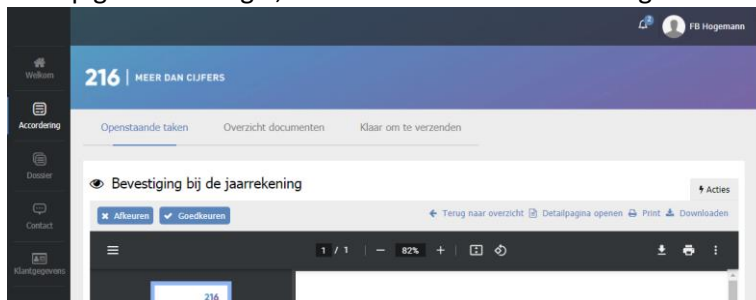 2
FB Hogemann
Welkom
216 | MEER DAN CIJFERS
Accordering
Openstaande taken Overzicht documenten Klaar om te verzenden
Dossier
Bevestiging bij de jaarrekening
Acties
Afkeuren Goedkeuren Terug naar overzicht Detailpagina openen Print Downloaden
Contact
1 / 1 | − 82% + |
Klantgegevens
216